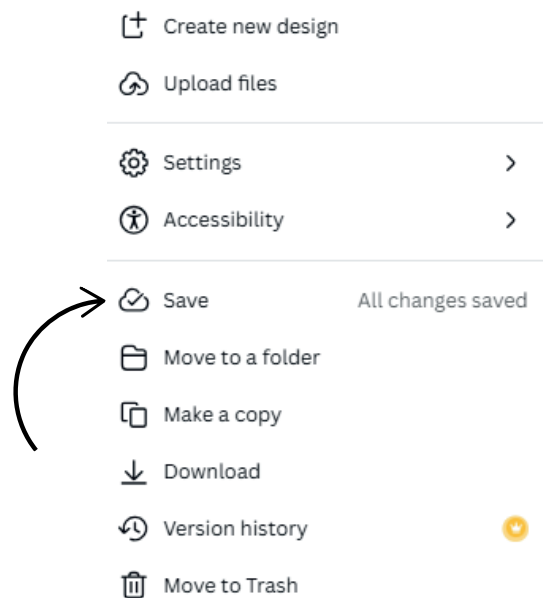 Create new design
Upload files
Settings
Accessibility
Save All changes saved
Move to a folder
Make a copy
Download
Version history
Move to Trash